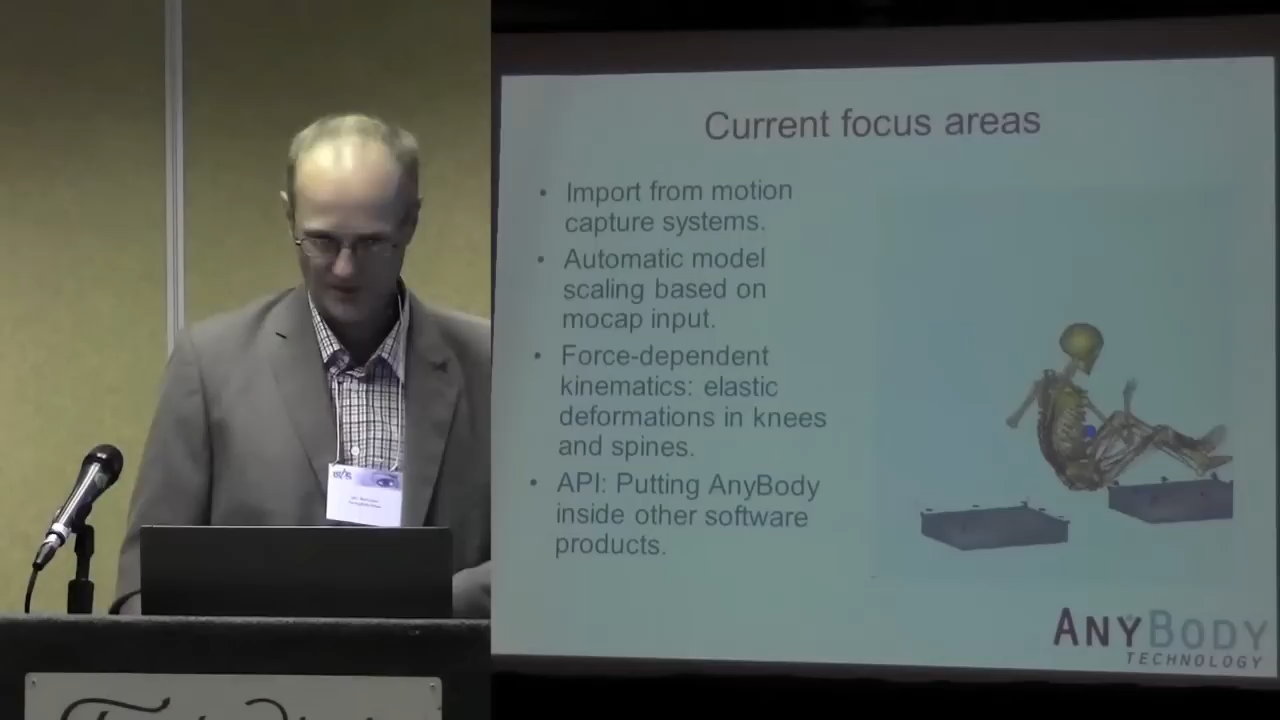 Current focus areas
• Import from motion
capture systems.
• Automatic model
scaling based on
mocap input.
• Force-dependent
kinematics: elastic
deformations in knees
and spines.
• API: Putting AnyBody
inside other software
products.
ANYBODY
TECHNOLOGY